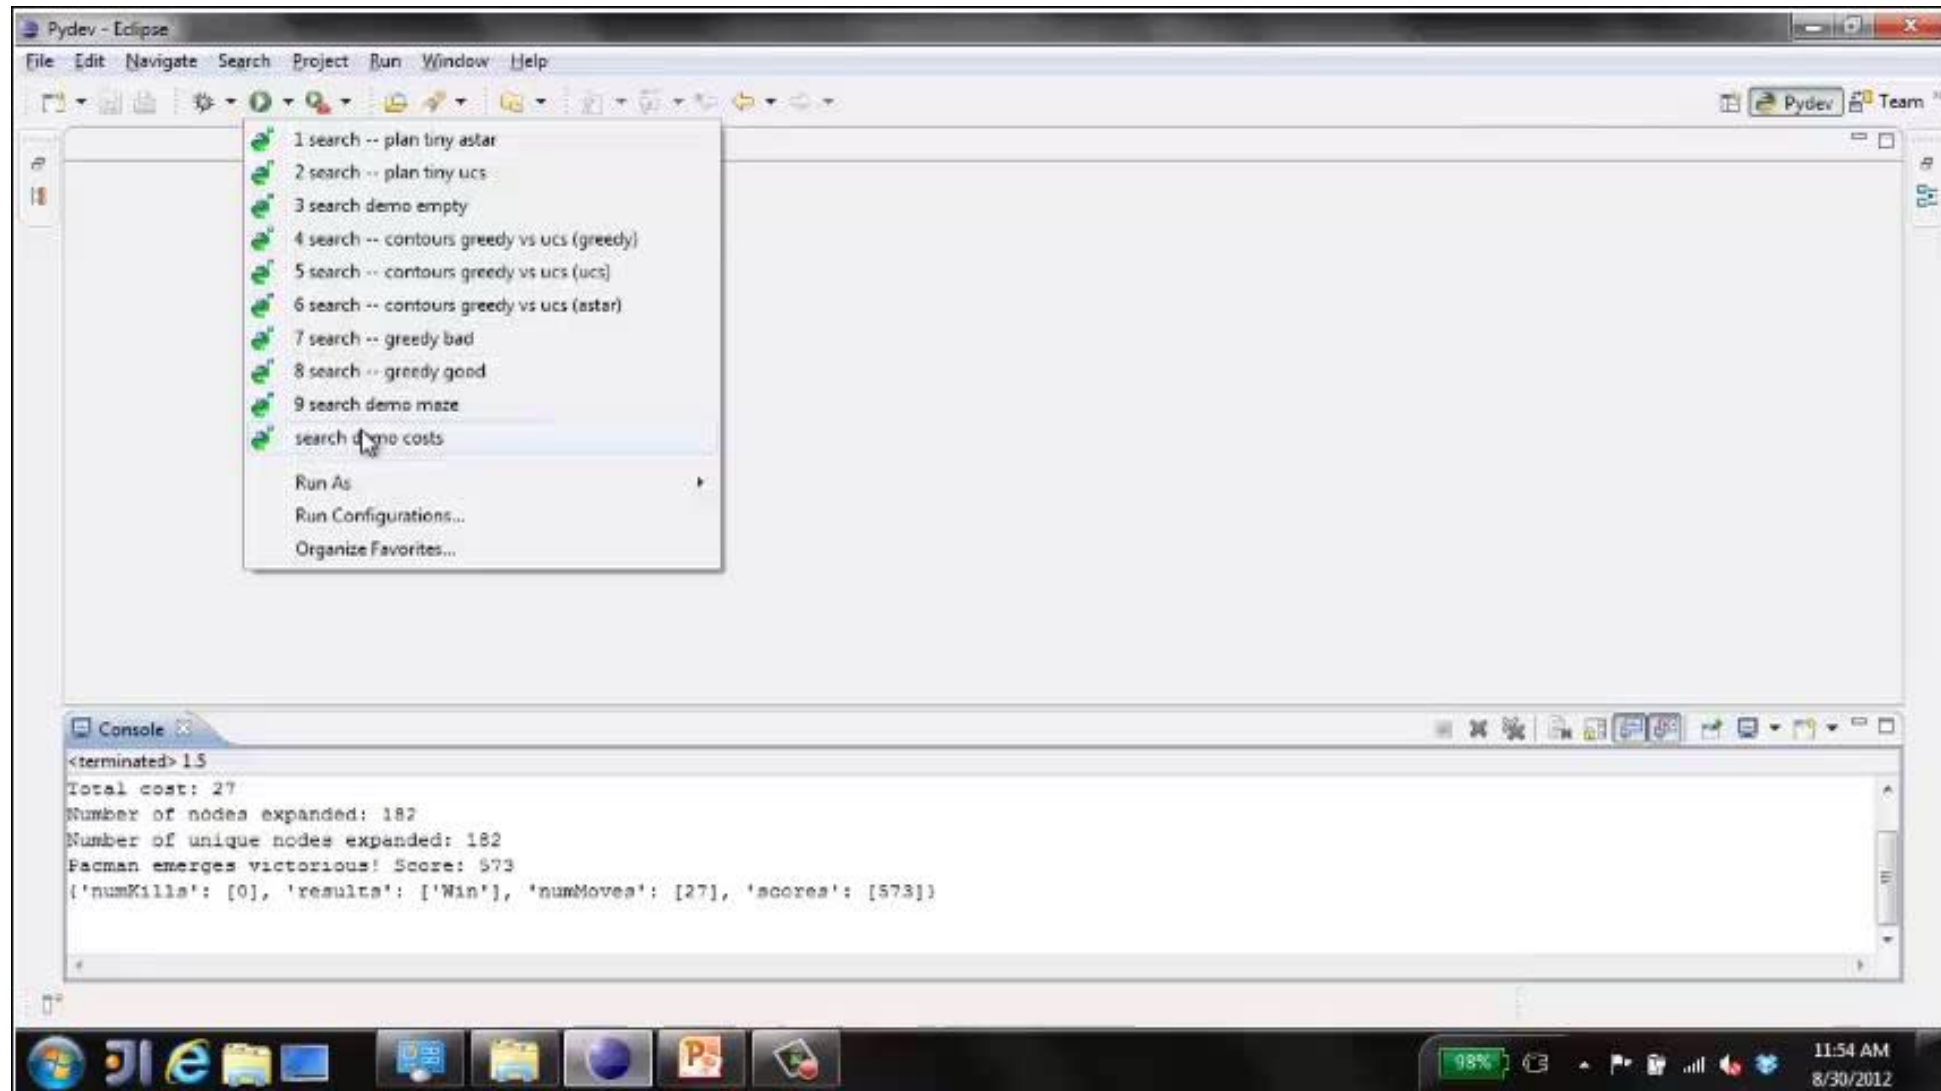 Pydev - Eclipse
File Edit Navigate Search Project Run Window Help
Pydev Team
1 search -- plan tiny astar
2 search -- plan tiny ucs
3 search demo empty
4 search -- contours greedy vs ucs (greedy)
5 search -- contours greedy vs ucs (ucs)
6 search -- contours greedy vs ucs (astar)
7 search -- greedy bad
8 search -- greedy good
9 search demo maze
search demo costs
Run As
Run Configurations...
Organize Favorites...
Console
<terminated> 1.5
Total cost: 27
Number of nodes expanded: 182
Number of unique nodes expanded: 182
Pacman emerges victorious! Score: 573
{'numKills': [0], 'results': ['Win'], 'numMoves': [27], 'scores': [573]}
98%
11:54 AM
8/30/2012